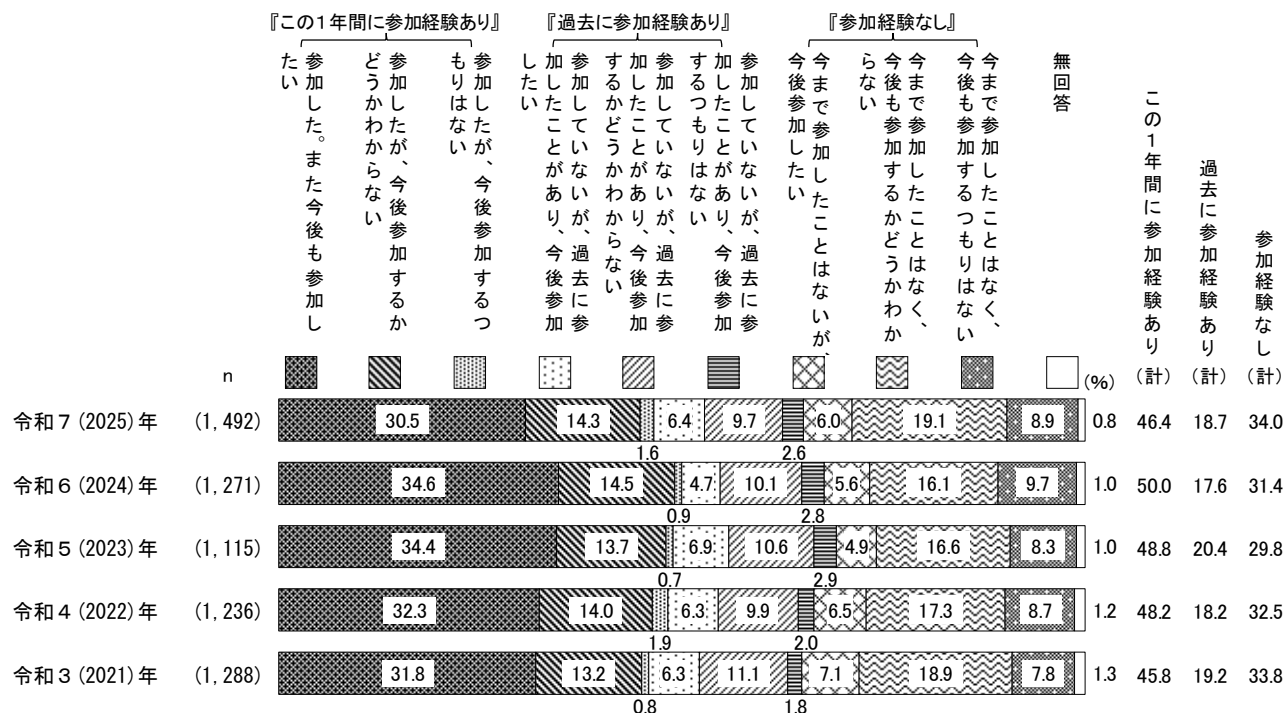 『この１年間に参加経験あり』
『過去に参加経験あり』
『参加経験なし』
参加した。また今後も参加し
たい
参加したが、今後参加するか
どうかわからない
参加したが、今後参加するつ
もりはない
参加していないが、過去に参
加したことがあり、今後参加
したい
参加していないが、過去に参
加したことがあり、今後参加
するかどうかわからない
参加していないが、過去に参
加したことがあり、今後参加
するつもりはない
今まで参加したことはないが、
今後参加したい
今まで参加したことはなく、
今後も参加するかどうかわか
らない
今まで参加したことはなく、
今後も参加するつもりはない
無回答
この１年間に参加経験あり（計）
過去に参加経験あり（計）
参加経験なし（計）
n
(%)
令和７(2025)年 (1,492) 30.5 14.3 1.6 6.4 9.7 2.6 6.0 19.1 8.9 0.8 46.4 18.7 34.0
令和６(2024)年 (1,271) 34.6 14.5 0.9 4.7 10.1 2.8 5.6 16.1 9.7 1.0 50.0 17.6 31.4
令和５(2023)年 (1,115) 34.4 13.7 0.7 6.9 10.6 2.9 4.9 16.6 8.3 1.0 48.8 20.4 29.8
令和４(2022)年 (1,236) 32.3 14.0 1.9 6.3 9.9 2.0 6.5 17.3 8.7 1.2 48.2 18.2 32.5
令和３(2021)年 (1,288) 31.8 13.2 0.8 6.3 11.1 1.8 7.1 18.9 7.8 1.3 45.8 19.2 33.8